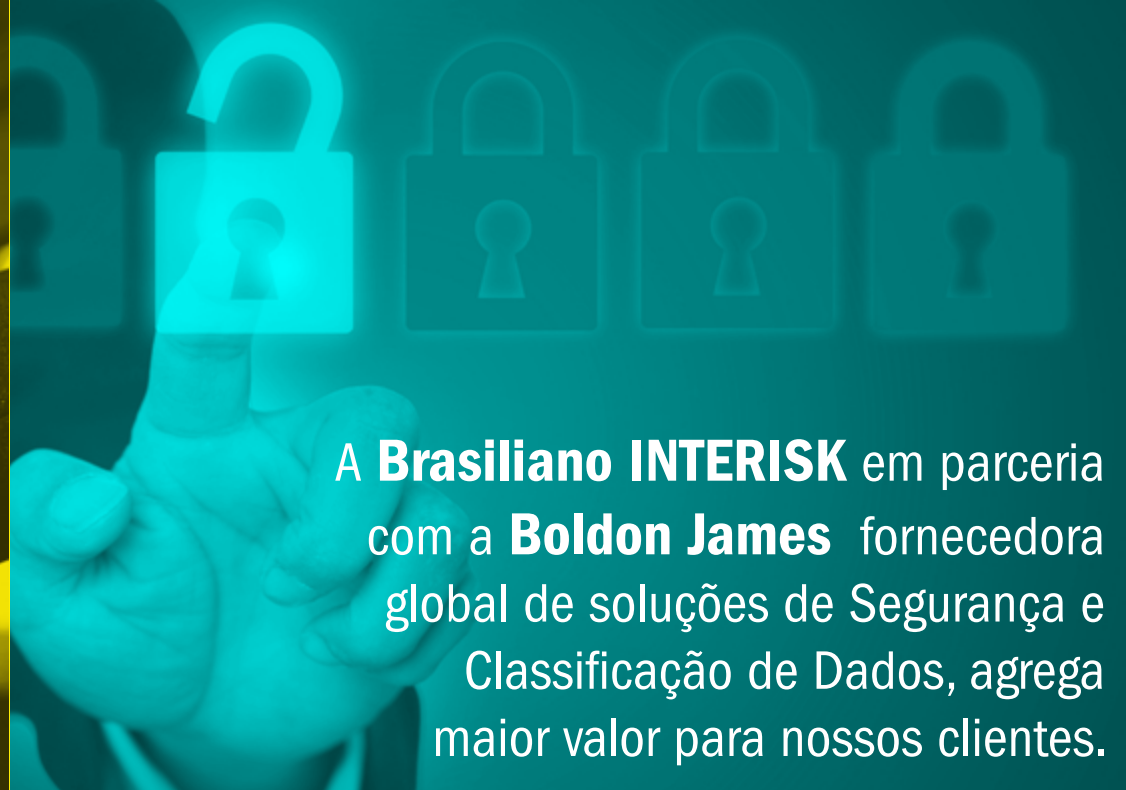 A Brasiliano INTERISK em parceria
com a Boldon James fornecedora
global de soluções de Segurança e
Classificação de Dados, agrega
maior valor para nossos clientes.